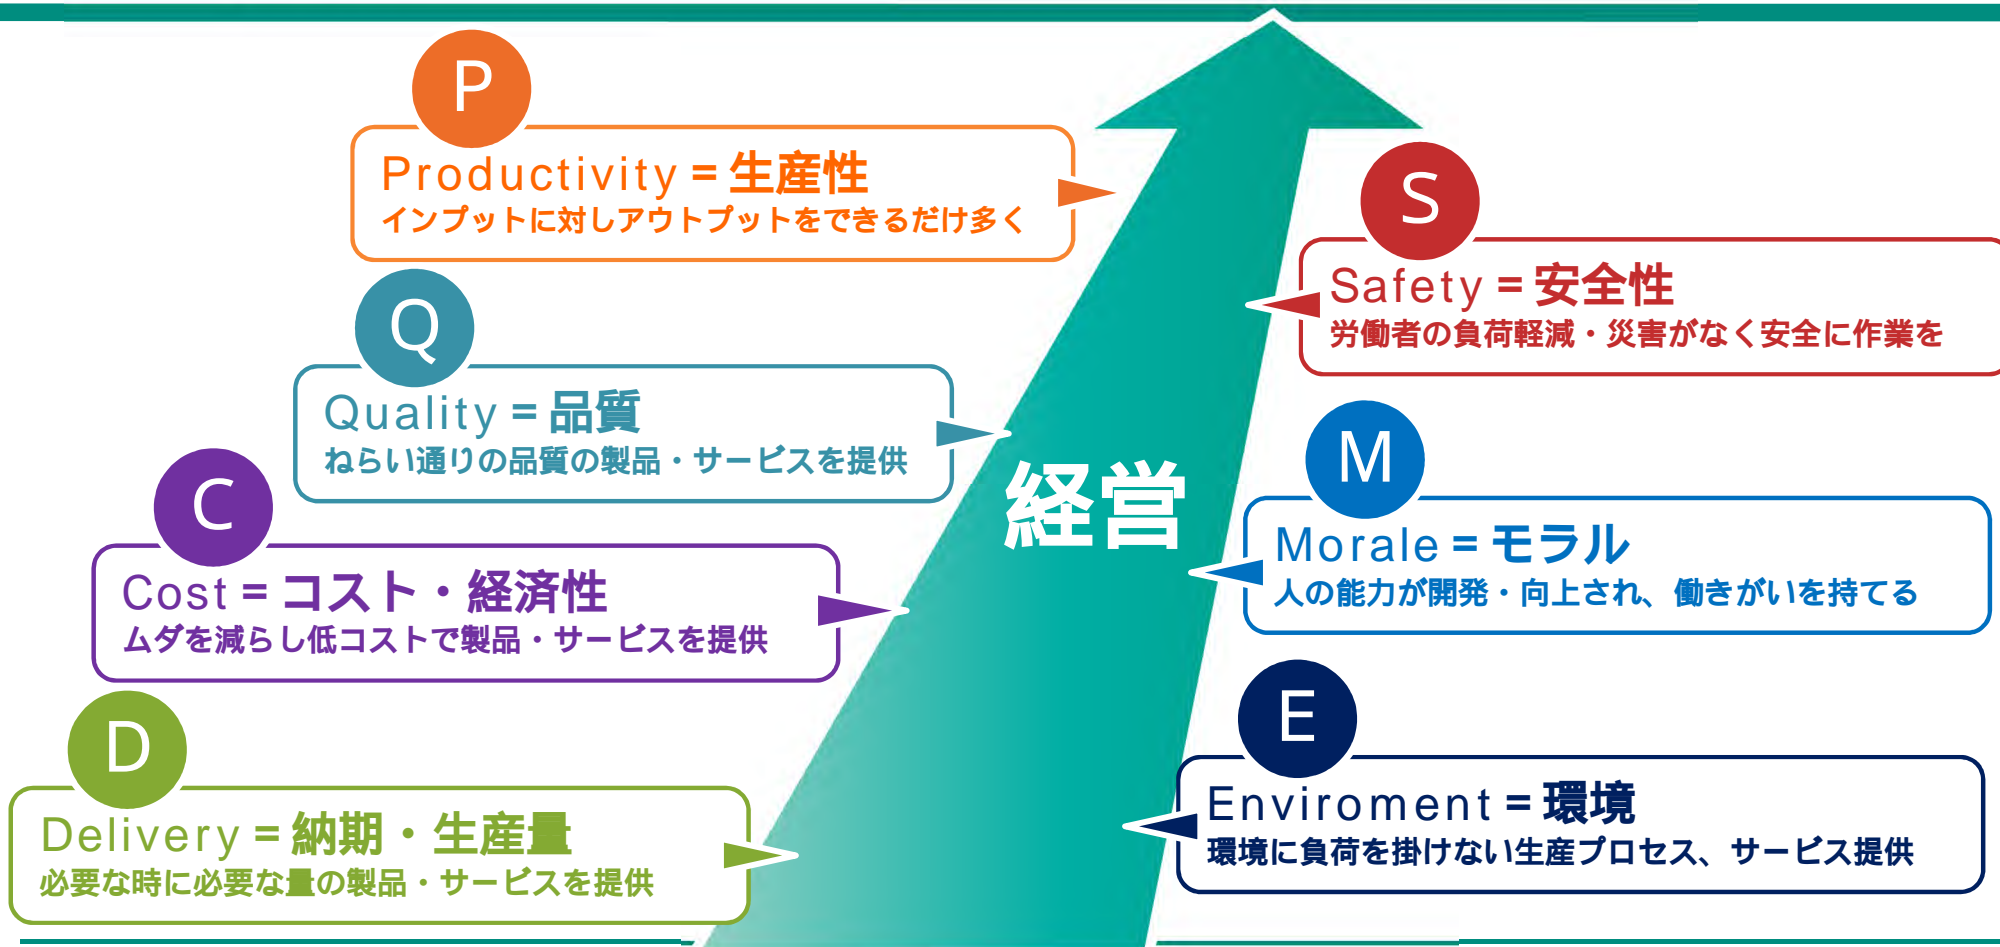 P
Productivity = 生産性
インプットに対しアウトプットをできるだけ多く
Q
Quality = 品質
ねらい通りの品質の製品・サービスを提供
C
Cost = コスト・経済性
ムダを減らし低コストで製品・サービスを提供
D
Delivery = 納期・生産量
必要な時に必要な量の製品・サービスを提供
経営
S
Safety = 安全性
労働者の負荷軽減・災害がなく安全に作業を
M
Morale = モラル
人の能力が開発・向上され、働きがいを持てる
E
Enviroment = 環境
環境に負荷を掛けない生産プロセス、サービス提供